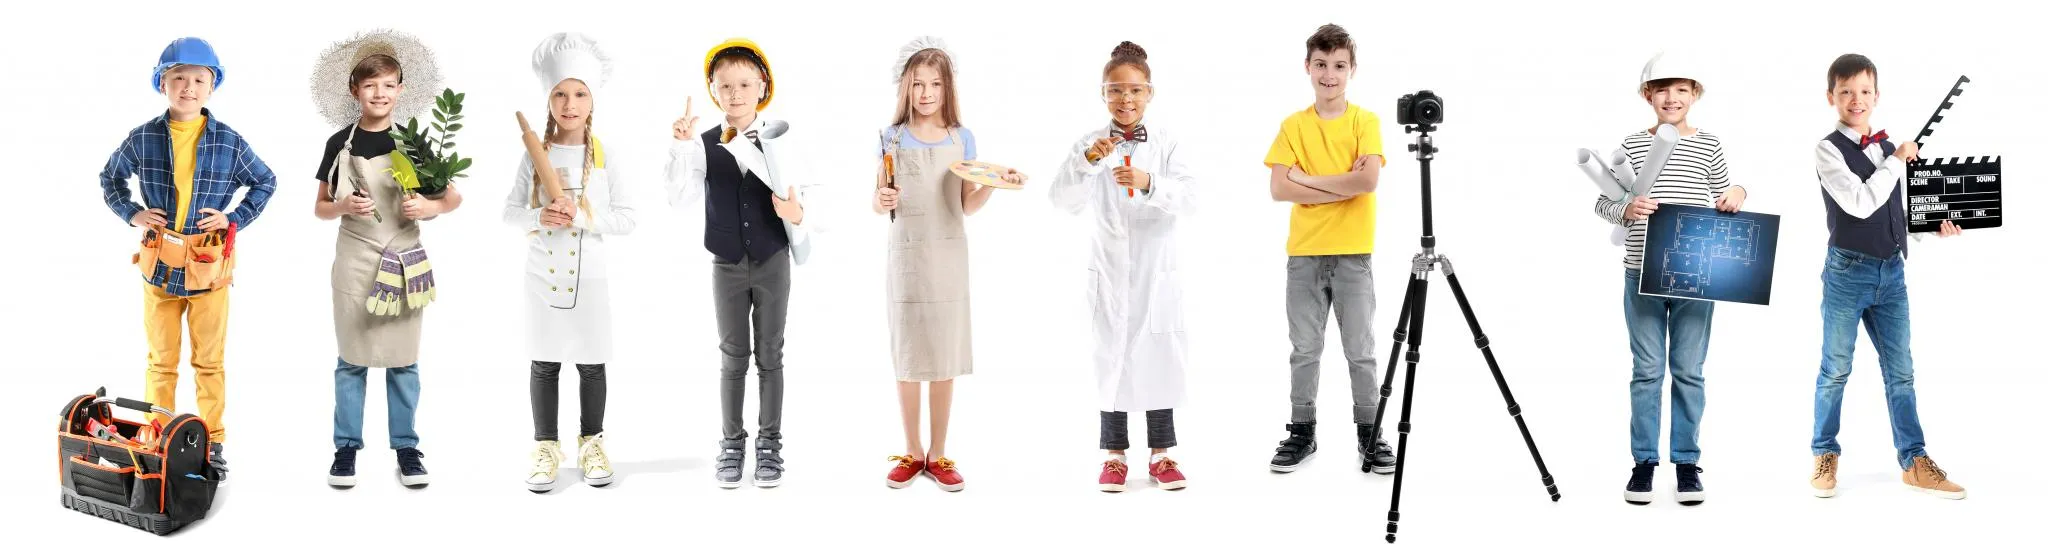 PROD.NO.
SCENE TAKE SOUND
DIRECTOR
CAMERAMAN
DATE EXT. INT.